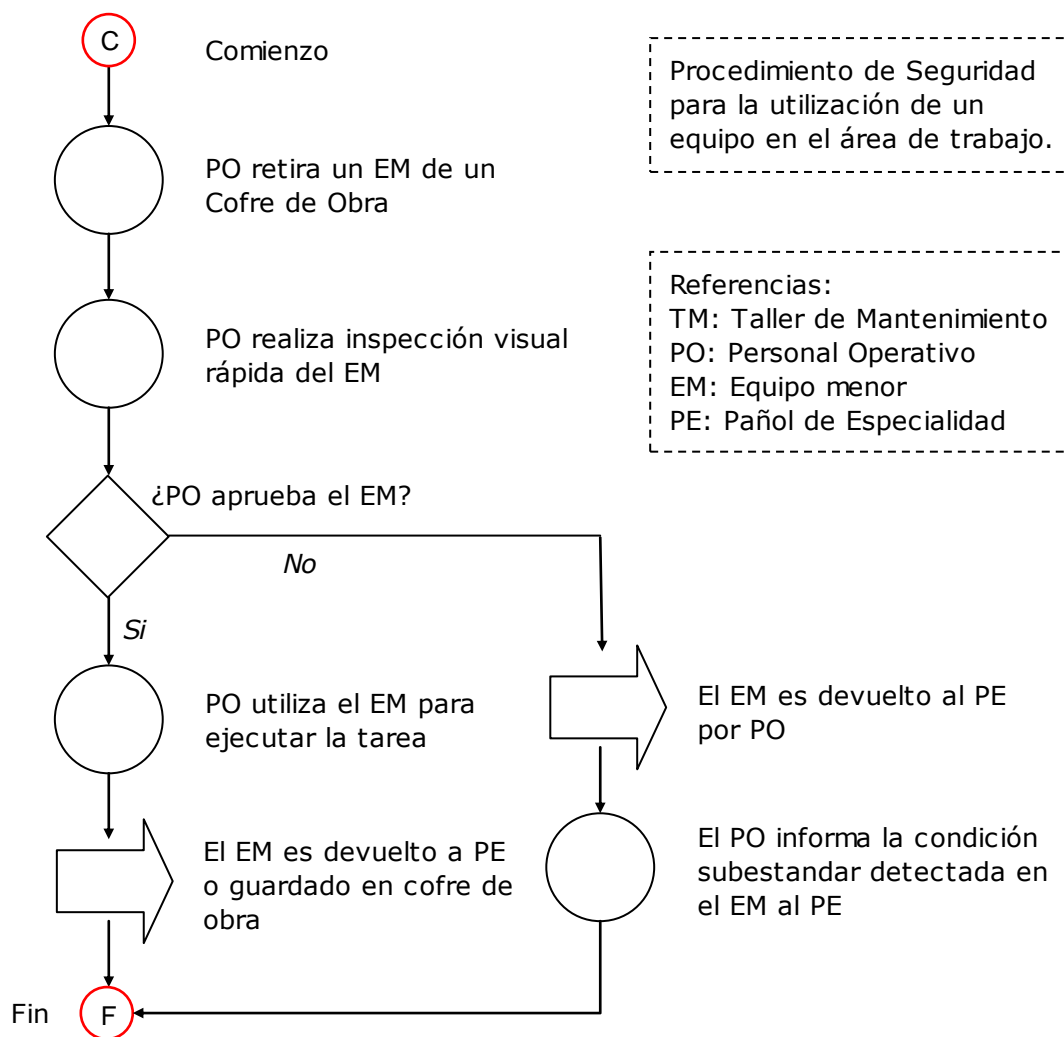 C
Comienzo
Procedimiento de Seguridad
para la utilización de un
equipo en el área de trabajo.
PO retira un EM de un
Cofre de Obra
Referencias:
TM: Taller de Mantenimiento
PO: Personal Operativo
EM: Equipo menor
PE: Pañol de Especialidad
PO realiza inspección visual
rápida del EM
¿PO aprueba el EM?
No
Si
PO utiliza el EM para
ejecutar la tarea
El EM es devuelto al PE
por PO
El EM es devuelto a PE
o guardado en cofre de
obra
El PO informa la condición
subestandar detectada en
el EM al PE
Fin
F